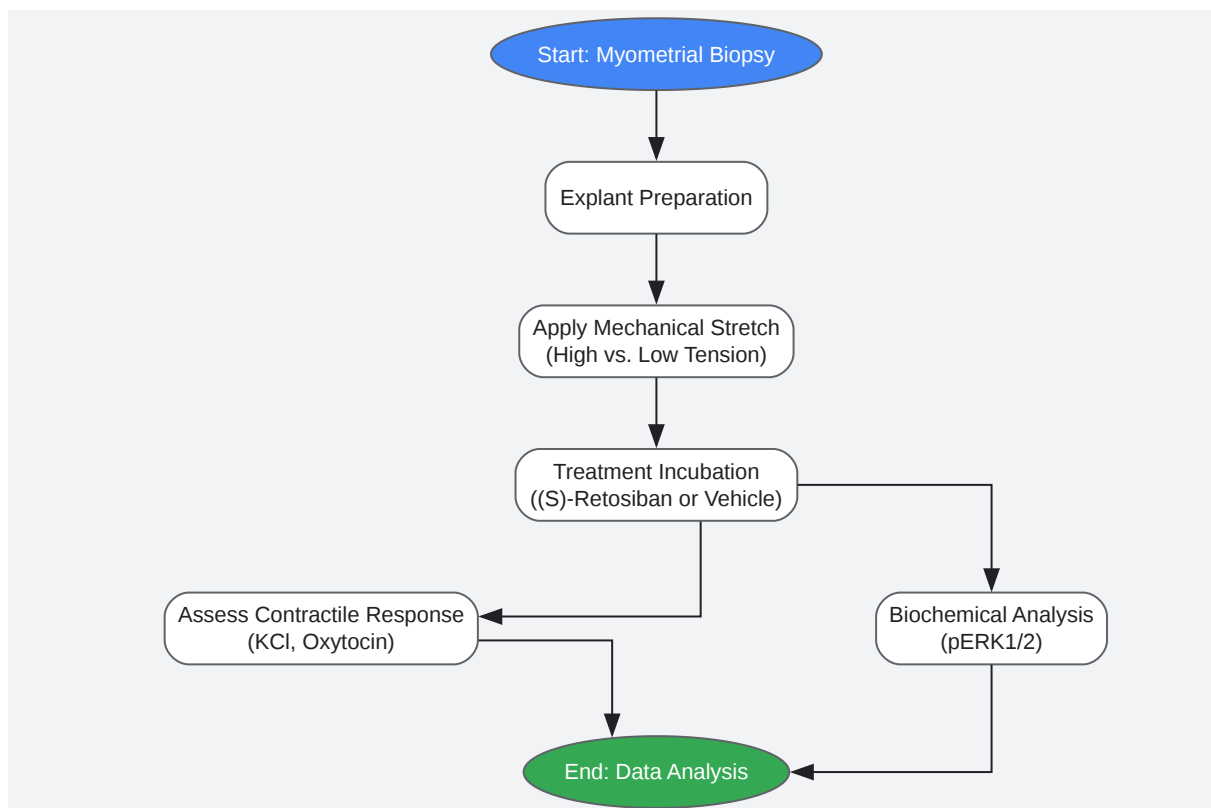 Start: Myometrial Biopsy
Explant Preparation
Apply Mechanical Stretch
(High vs. Low Tension)
Treatment Incubation
((S)-Retosiban or Vehicle)
Assess Contractile Response
(KCl, Oxytocin)
Biochemical Analysis
(pERK1/2)
End: Data Analysis